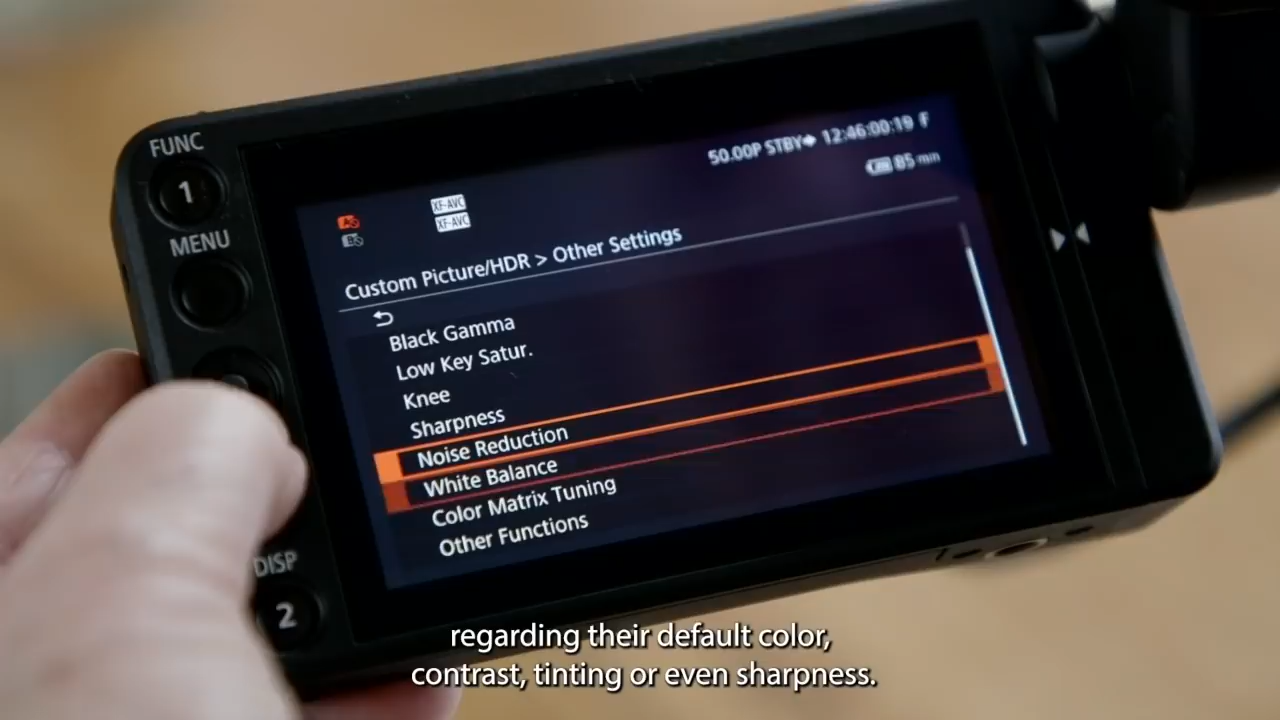 FUNC
1
MENU
50.00P STBY 12:46:00:19 F
85 min
XF-AVC
XF-AVC
Custom Picture/HDR > Other Settings
Black Gamma
Low Key Satur.
Knee
Sharpness
Noise Reduction
White Balance
Color Matrix Tuning
Other Functions
DISP
2
regarding their default color,
contrast, tinting or even sharpness.